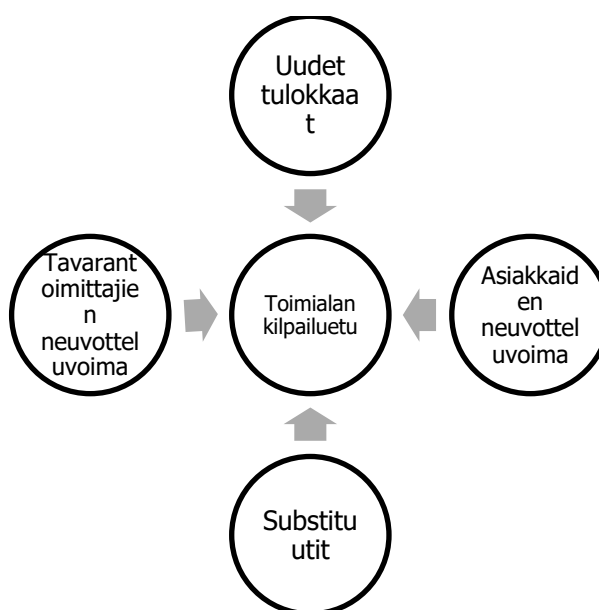 Uudet
tulokkaa
t
Tavarant
oimittajie
n
neuvottel
uvoima
Toimialan
kilpailuetu
Asiakkaid
en
neuvottel
uvoima
Substitu
utit